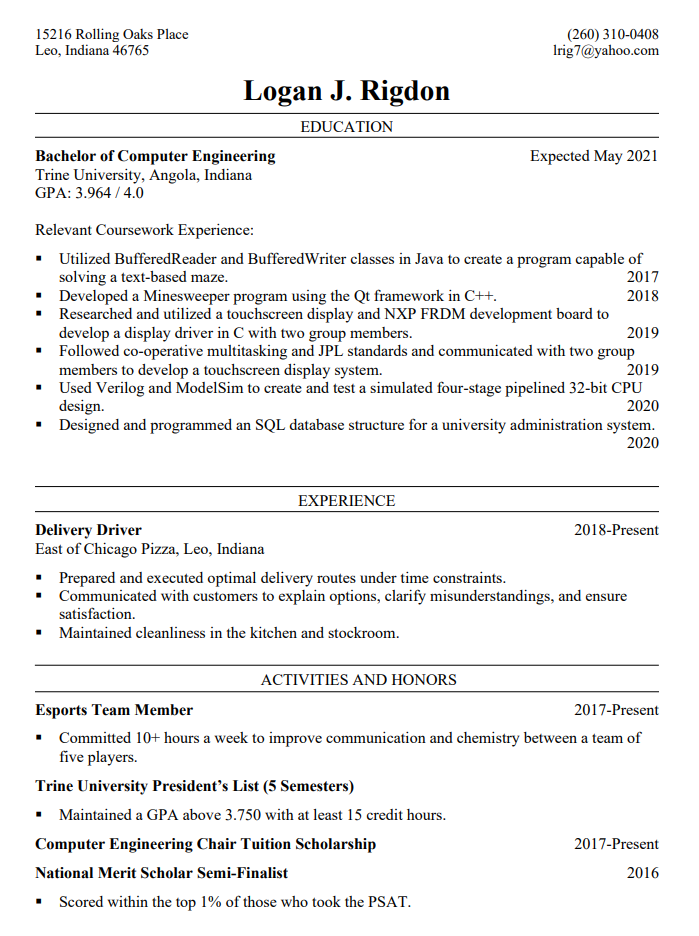 15216 Rolling Oaks Place (260) 310-0408
Leo, Indiana 46765 lrig7@yahoo.com
Logan J. Rigdon
EDUCATION
Bachelor of Computer Engineering Expected May 2021
Trine University, Angola, Indiana
GPA: 3.964 / 4.0
Relevant Coursework Experience:
▪ Utilized BufferedReader and BufferedWriter classes in Java to create a program capable of
solving a text-based maze. 2017
▪ Developed a Minesweeper program using the Qt framework in C++. 2018
▪ Researched and utilized a touchscreen display and NXP FRDM development board to
develop a display driver in C with two group members. 2019
▪ Followed co-operative multitasking and JPL standards and communicated with two group
members to develop a touchscreen display system. 2019
▪ Used Verilog and ModelSim to create and test a simulated four-stage pipelined 32-bit CPU
design. 2020
▪ Designed and programmed an SQL database structure for a university administration system.
2020
EXPERIENCE
Delivery Driver 2018-Present
East of Chicago Pizza, Leo, Indiana
▪ Prepared and executed optimal delivery routes under time constraints.
▪ Communicated with customers to explain options, clarify misunderstandings, and ensure
satisfaction.
▪ Maintained cleanliness in the kitchen and stockroom.
ACTIVITIES AND HONORS
Esports Team Member 2017-Present
▪ Committed 10+ hours a week to improve communication and chemistry between a team of
five players.
Trine University President’s List (5 Semesters)
▪ Maintained a GPA above 3.750 with at least 15 credit hours.
Computer Engineering Chair Tuition Scholarship 2017-Present
National Merit Scholar Semi-Finalist 2016
▪ Scored within the top 1% of those who took the PSAT.